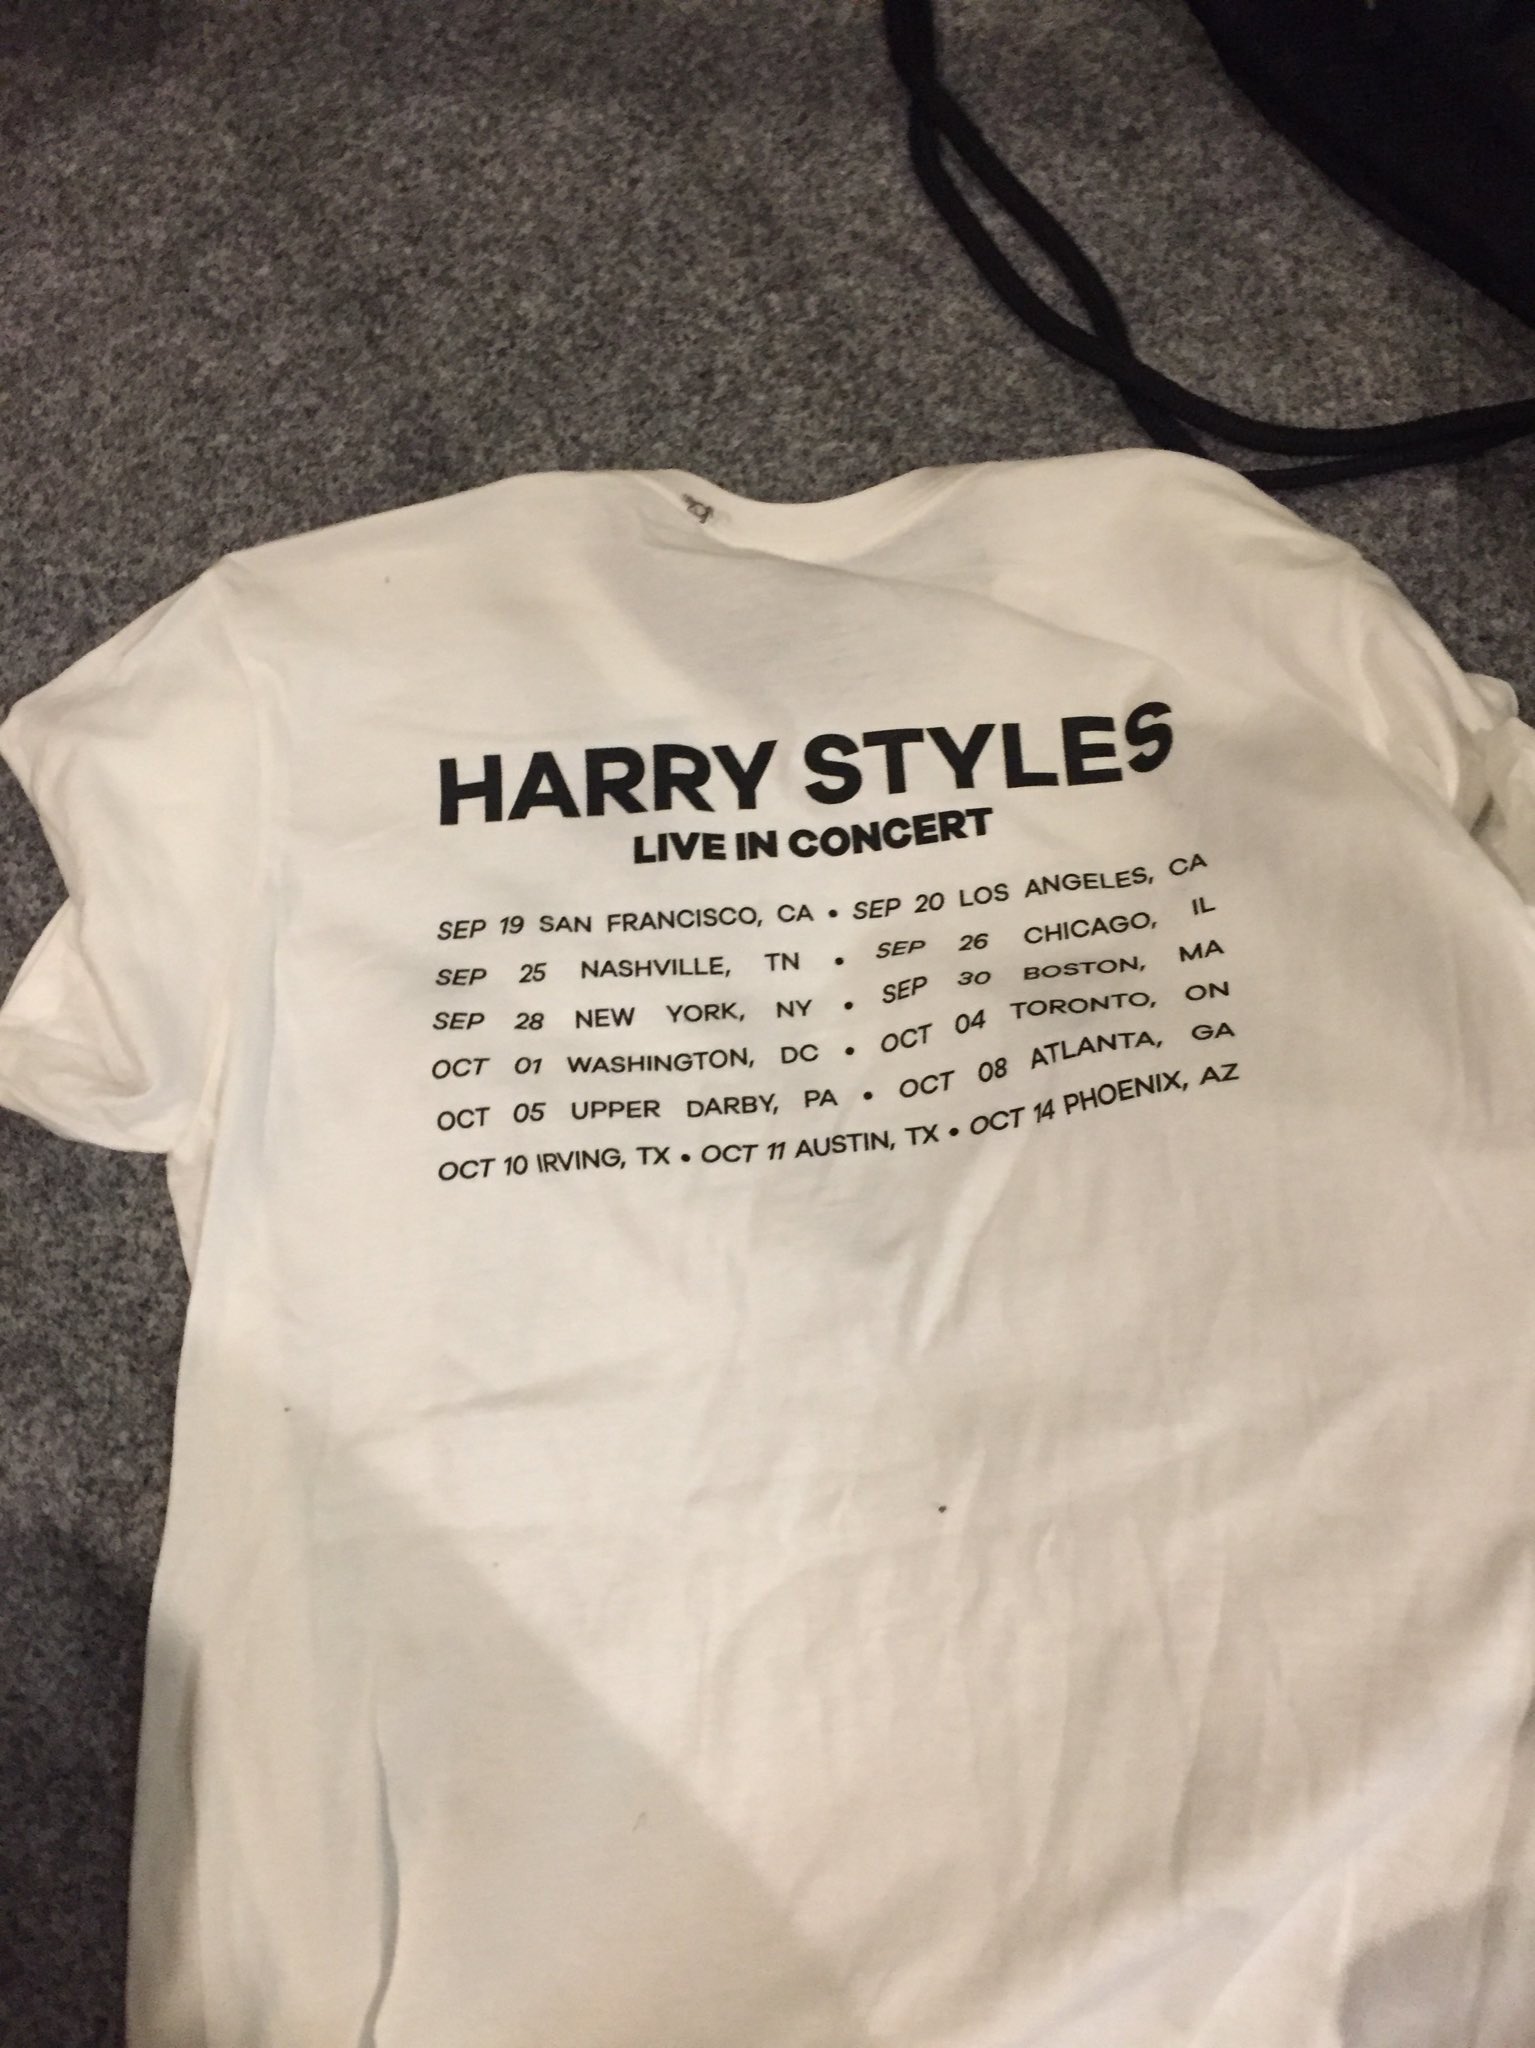 HARRY STYLES
LIVE IN CONCERT
SEP 19 SAN FRANCISCO, CA • SEP 20 LOS ANGELES, CA
SEP 25 NASHVILLE, TN • SEP 26 CHICAGO, IL
SEP 28 NEW YORK, NY • SEP 30 BOSTON, MA
OCT 01 WASHINGTON, DC • OCT 04 TORONTO, ON
OCT 05 UPPER DARBY, PA • OCT 08 ATLANTA, GA
OCT 10 IRVING, TX • OCT 11 AUSTIN, TX • OCT 14 PHOENIX, AZ